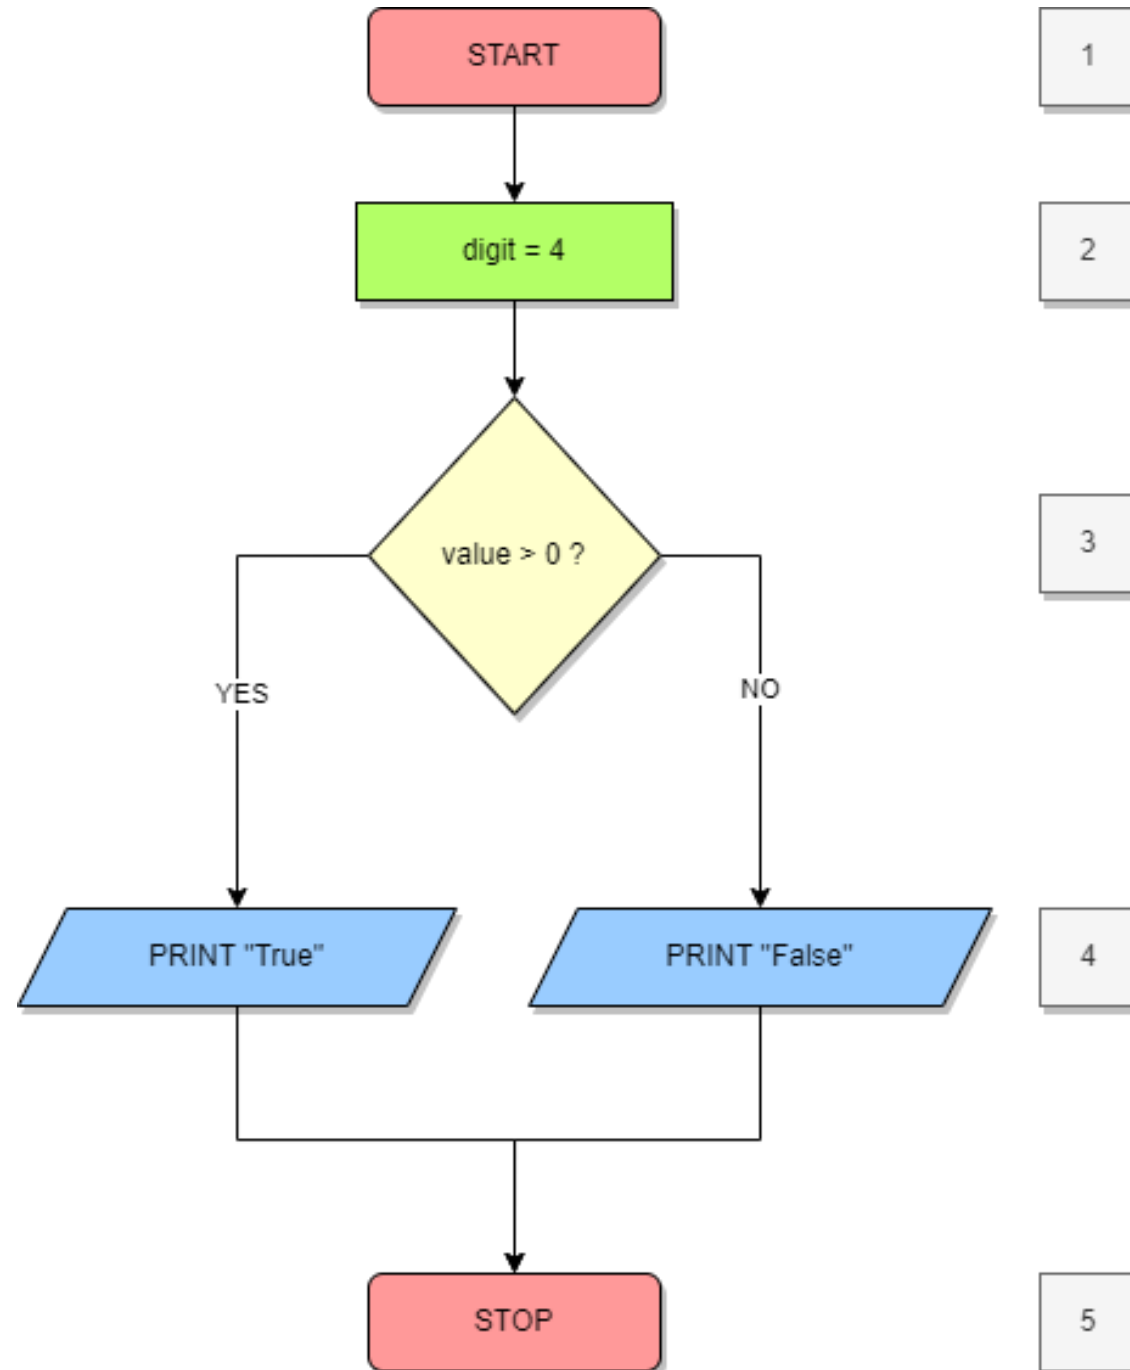 START
1
digit = 4
2
value > 0 ?
3
YES
NO
PRINT "True"
PRINT "False"
4
STOP
5